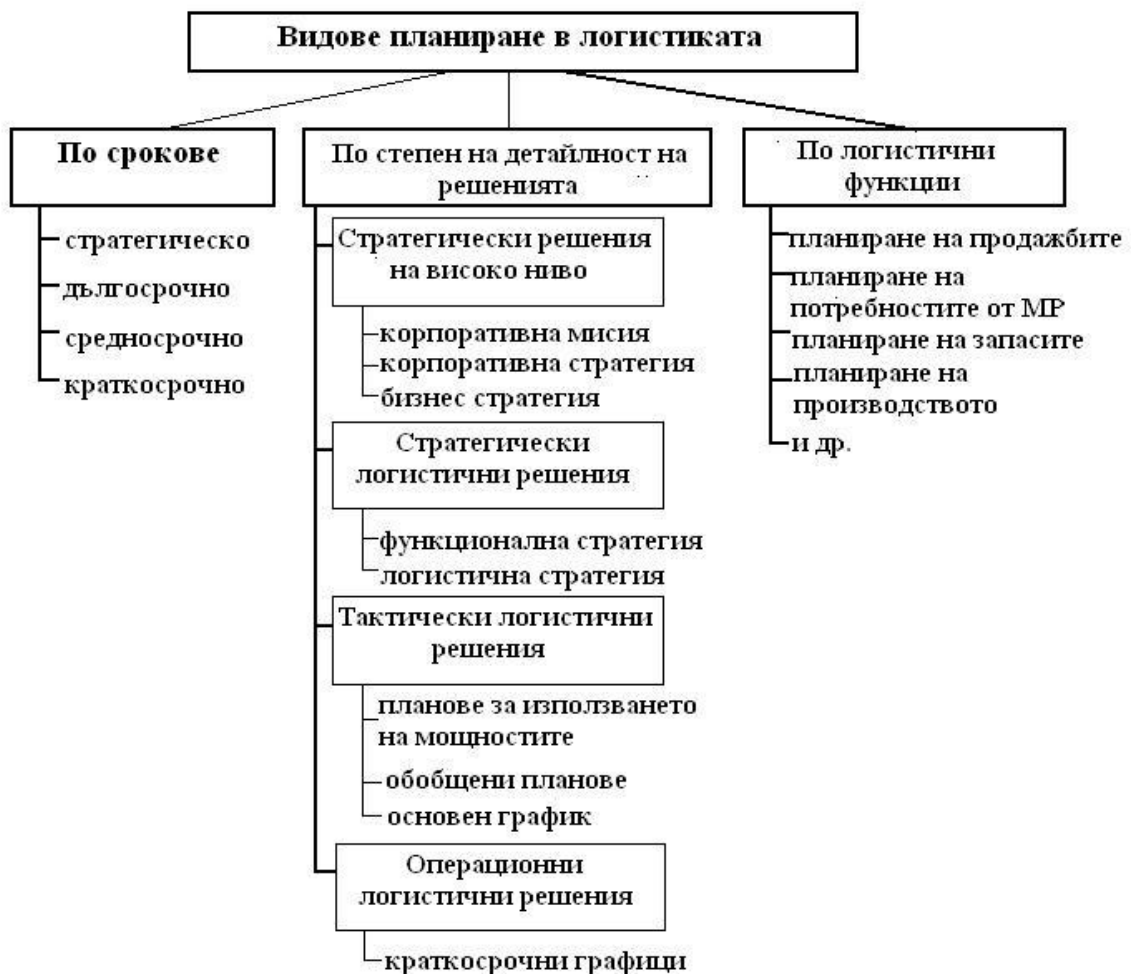 Видове планиране в логистиката
По срокове
стратегическо
дългосрочно
средносрочно
краткосрочно
По степен на детайлност на
решенията
Стратегически решения
на високо ниво
корпоративна мисия
корпоративна стратегия
бизнес стратегия
Стратегически
логистични решения
функционална стратегия
логистична стратегия
Тактически логистични
решения
планове за използването
на мощностите
обобщени планове
основен график
Операционни
логистични решения
краткосрочни графици
По логистични
функции
планиране на продажбите
планиране на
потребностите от МР
планиране на запасите
планиране на
производството
и др.